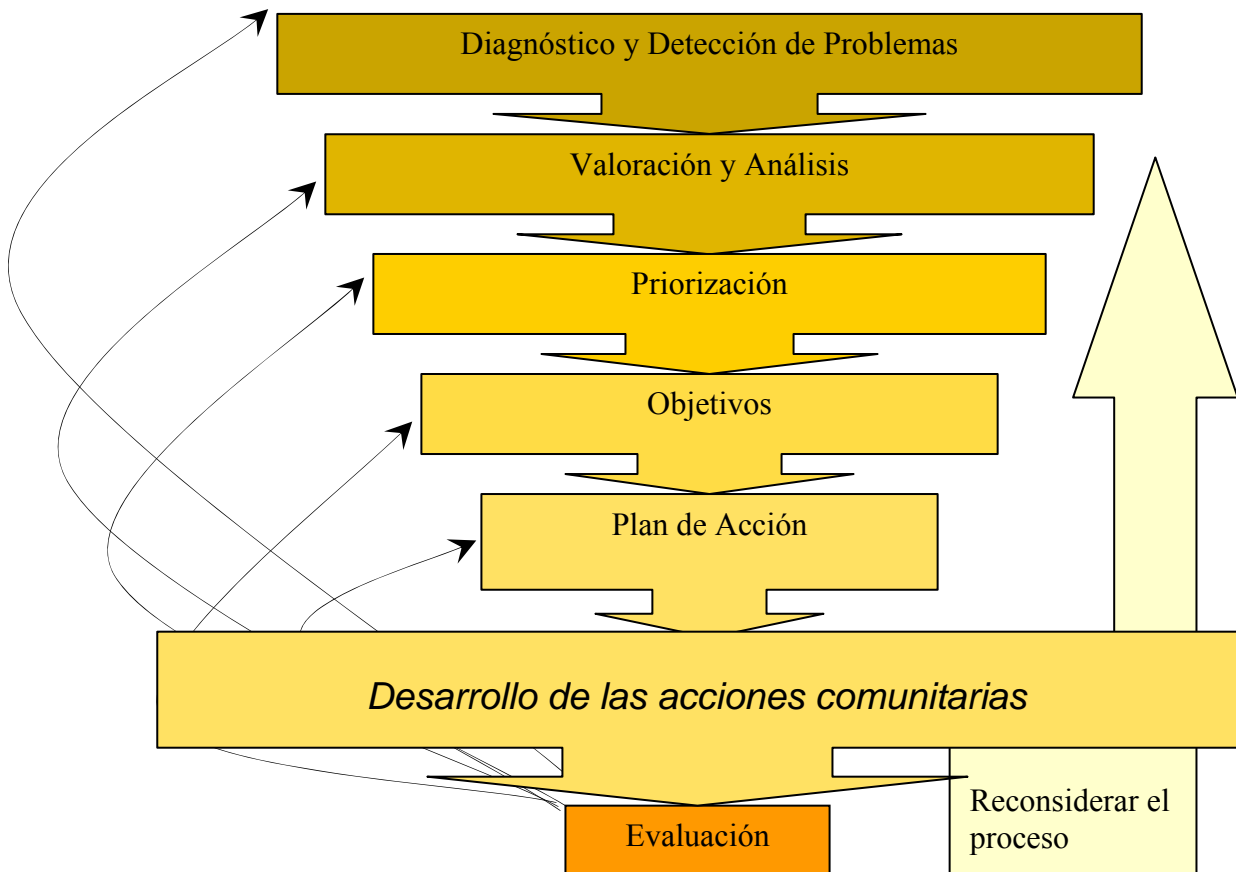 Diagnóstico y Detección de Problemas
Valoración y Análisis
Priorización
Objetivos
Plan de Acción
Desarrollo de las acciones comunitarias
Reconsiderar el
proceso
Evaluación